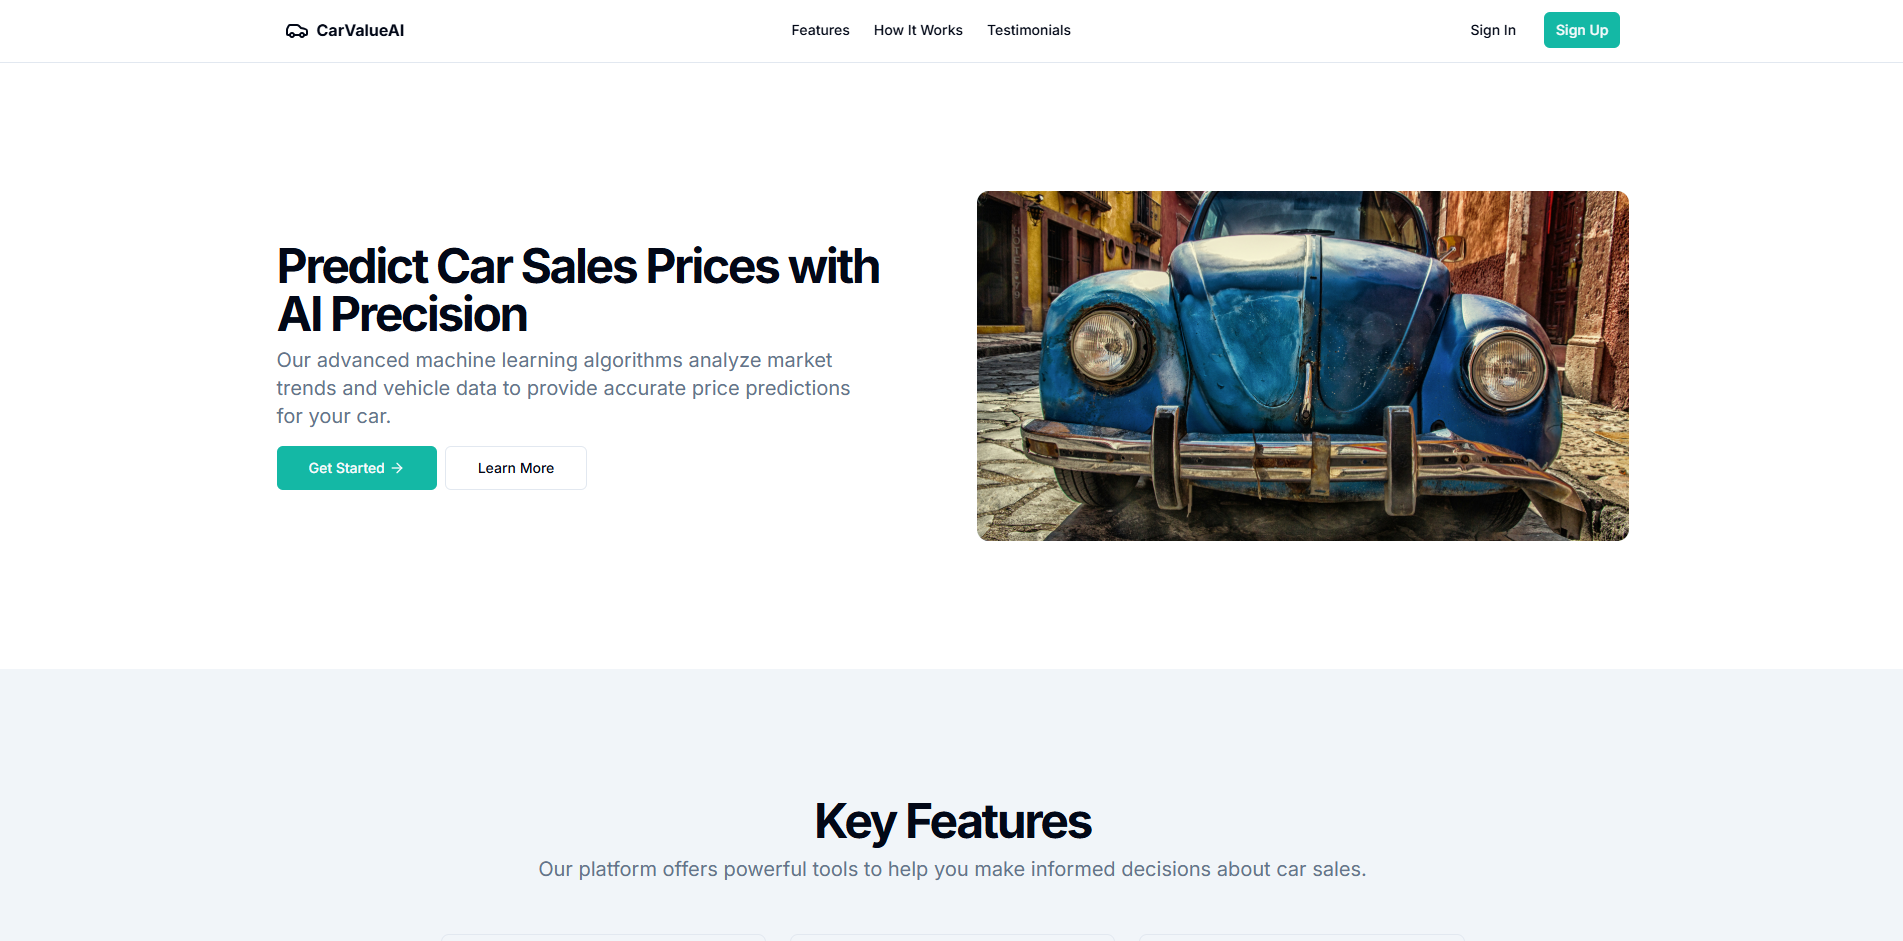 CarValueAI
Features
How It Works
Testimonials
Sign In
Sign Up
Predict Car Sales Prices with
AI Precision
Our advanced machine learning algorithms analyze market
trends and vehicle data to provide accurate price predictions
for your car.
Get Started →
Learn More
Key Features
Our platform offers powerful tools to help you make informed decisions about car sales.